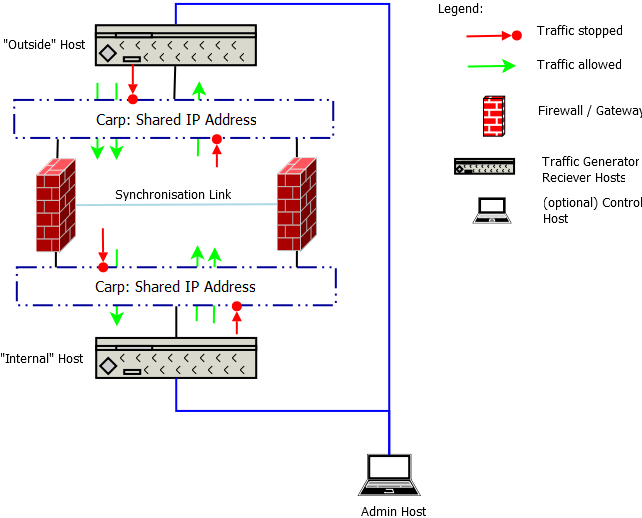 Legend:
Traffic stopped
Traffic allowed
Firewall / Gateway
Traffic Generator
Reciever Hosts
(optional) Control
Host
"Outside" Host
Carp: Shared IP Address
Synchronisation Link
Carp: Shared IP Address
"Internal" Host
Admin Host